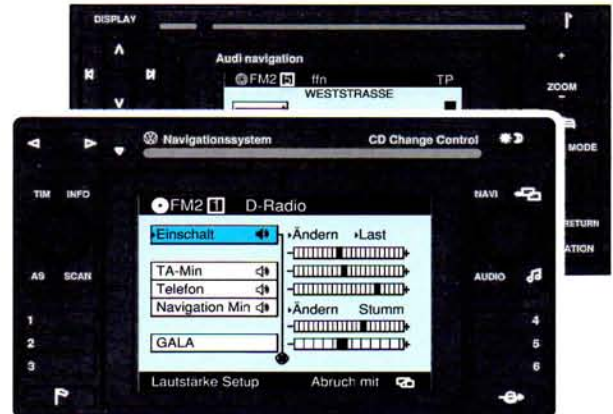 DISPLAY
Audi navigation
FM2 5 ffn TP
WESTSTRASSE
ZOOM
MODE
RETURN
Navigationssystem CD Change Control
TIM INFO
NAVI
FM2 1 D-Radio
Einschalt Ändern Last
TA-Min
Telefon
Navigation Min Ändern Stumm
GALA
AS SCAN
AUDIO
1
2
3
4
5
6
Lautstärke Setup Abruch mit